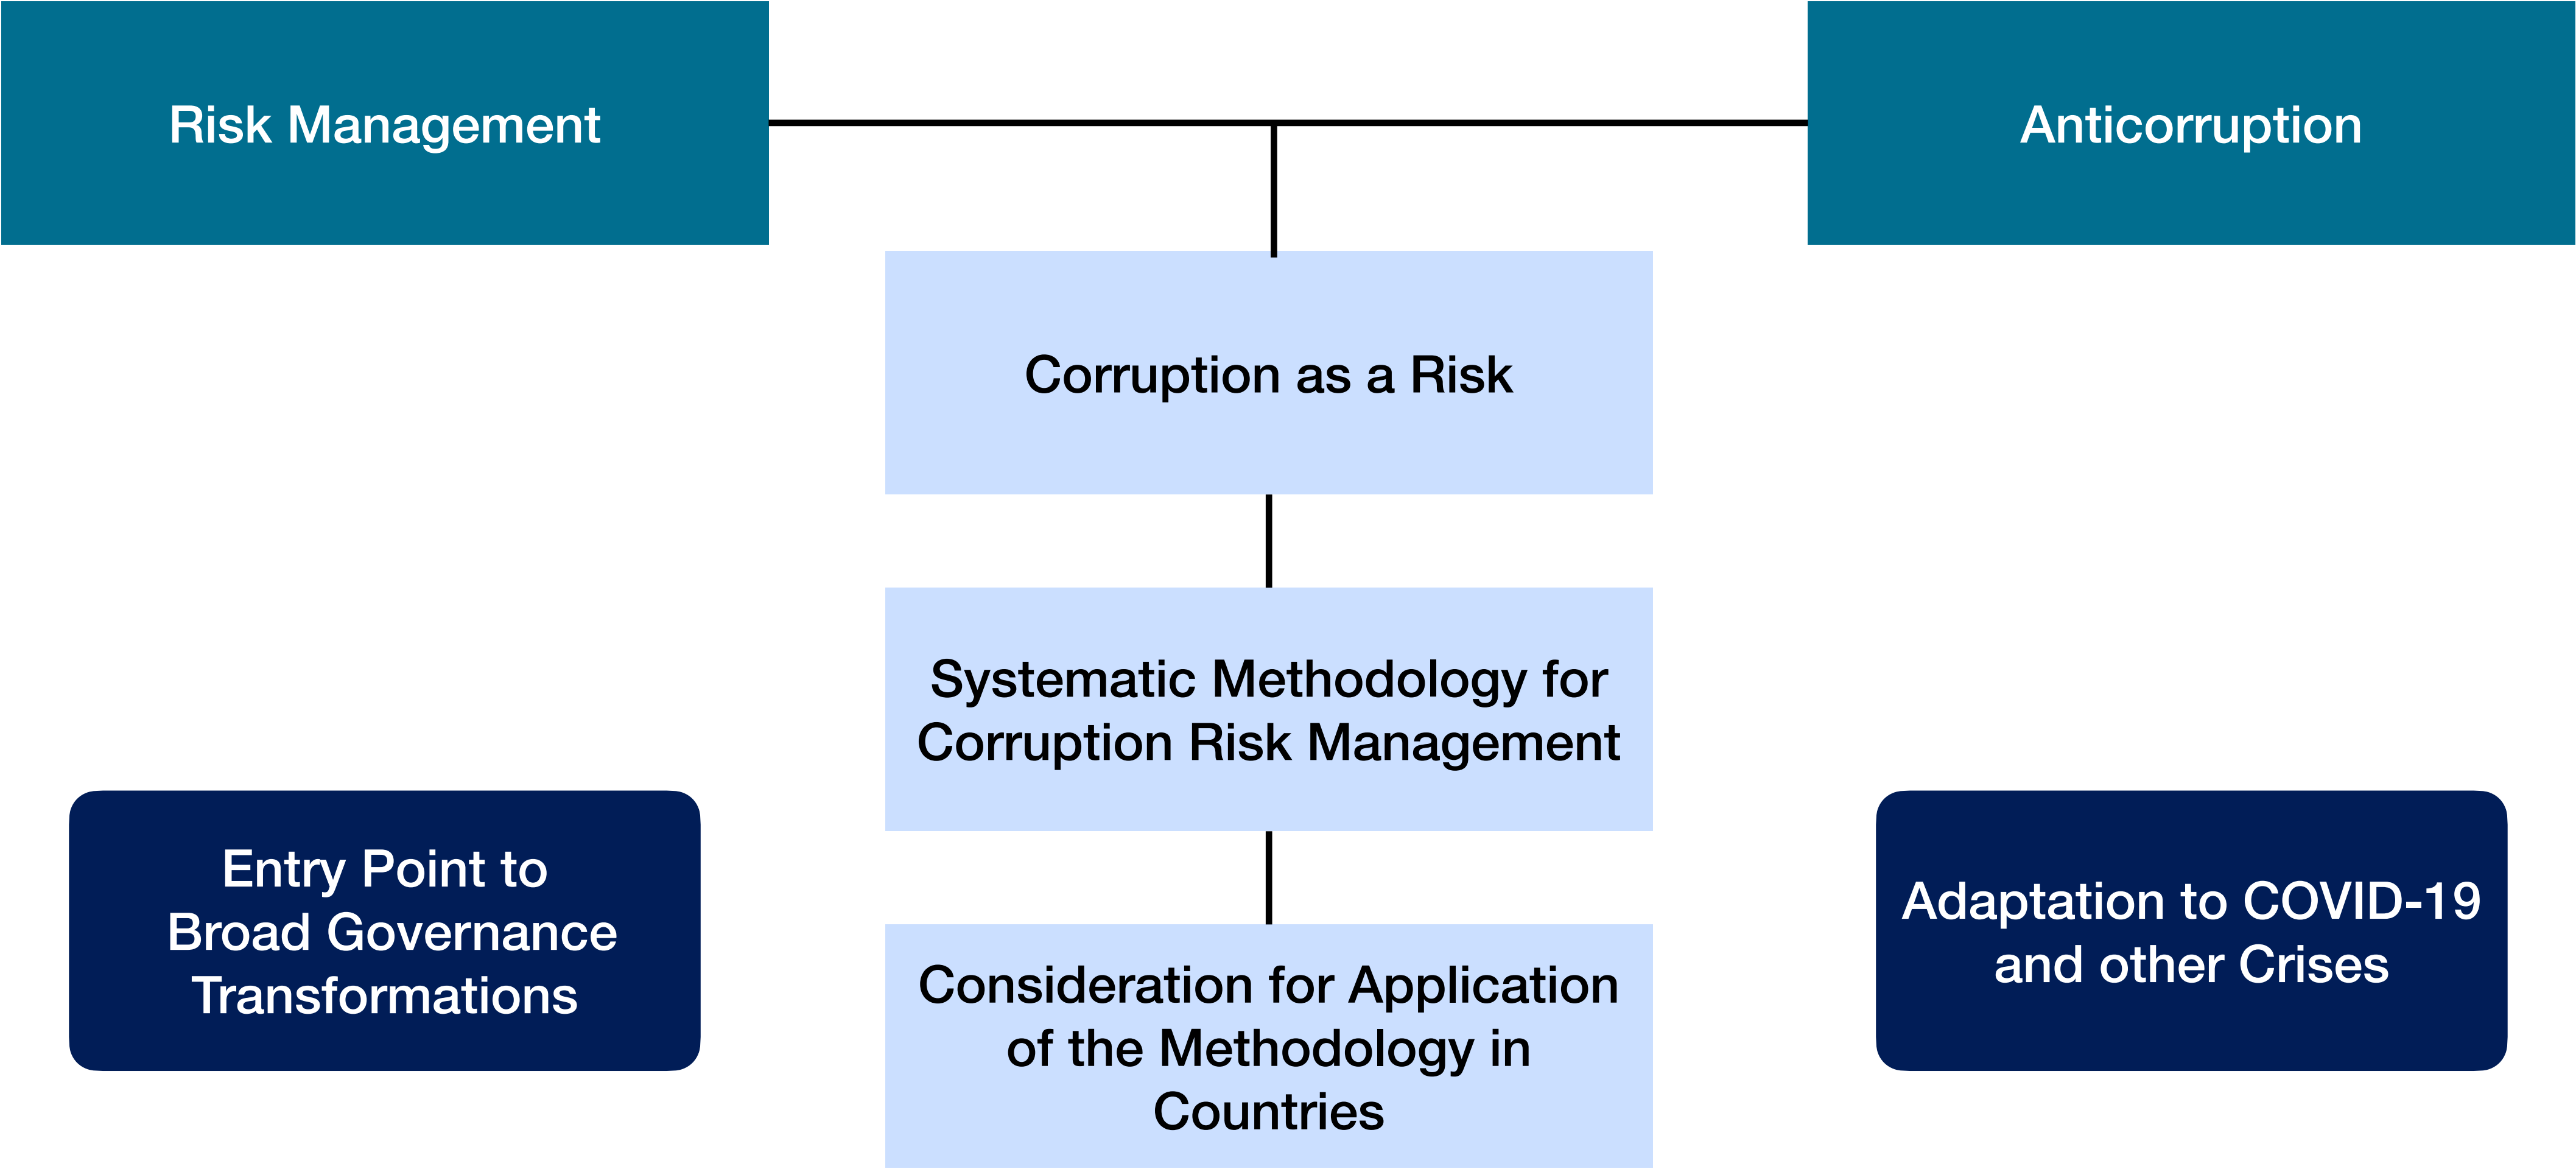 Risk Management
Anticorruption
Corruption as a Risk
Systematic Methodology for
Corruption Risk Management
Entry Point to
Broad Governance
Transformations
Adaptation to COVID-19
and other Crises
Consideration for Application
of the Methodology in
Countries